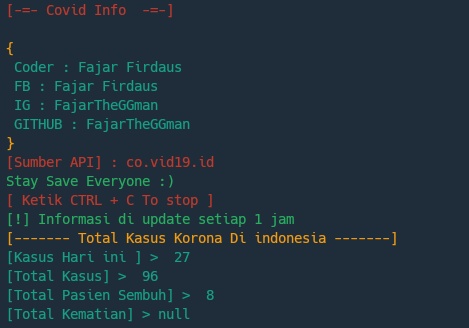 [-=- Covid Info  -=-]
{
Coder : Fajar Firdaus
FB : Fajar Firdaus
IG : FajarTheGGman
GITHUB : FajarTheGGman
}
[Sumber API] : co.vid19.id
Stay Save Everyone :)
[ Ketik CTRL + C To stop ]
[!] Informasi di update setiap 1 jam
[------- Total Kasus Korona Di indonesia -------]
[Kasus Hari ini ] >  27
[Total Kasus] >  96
[Total Pasien Sembuh] >  8
[Total Kematian] > null